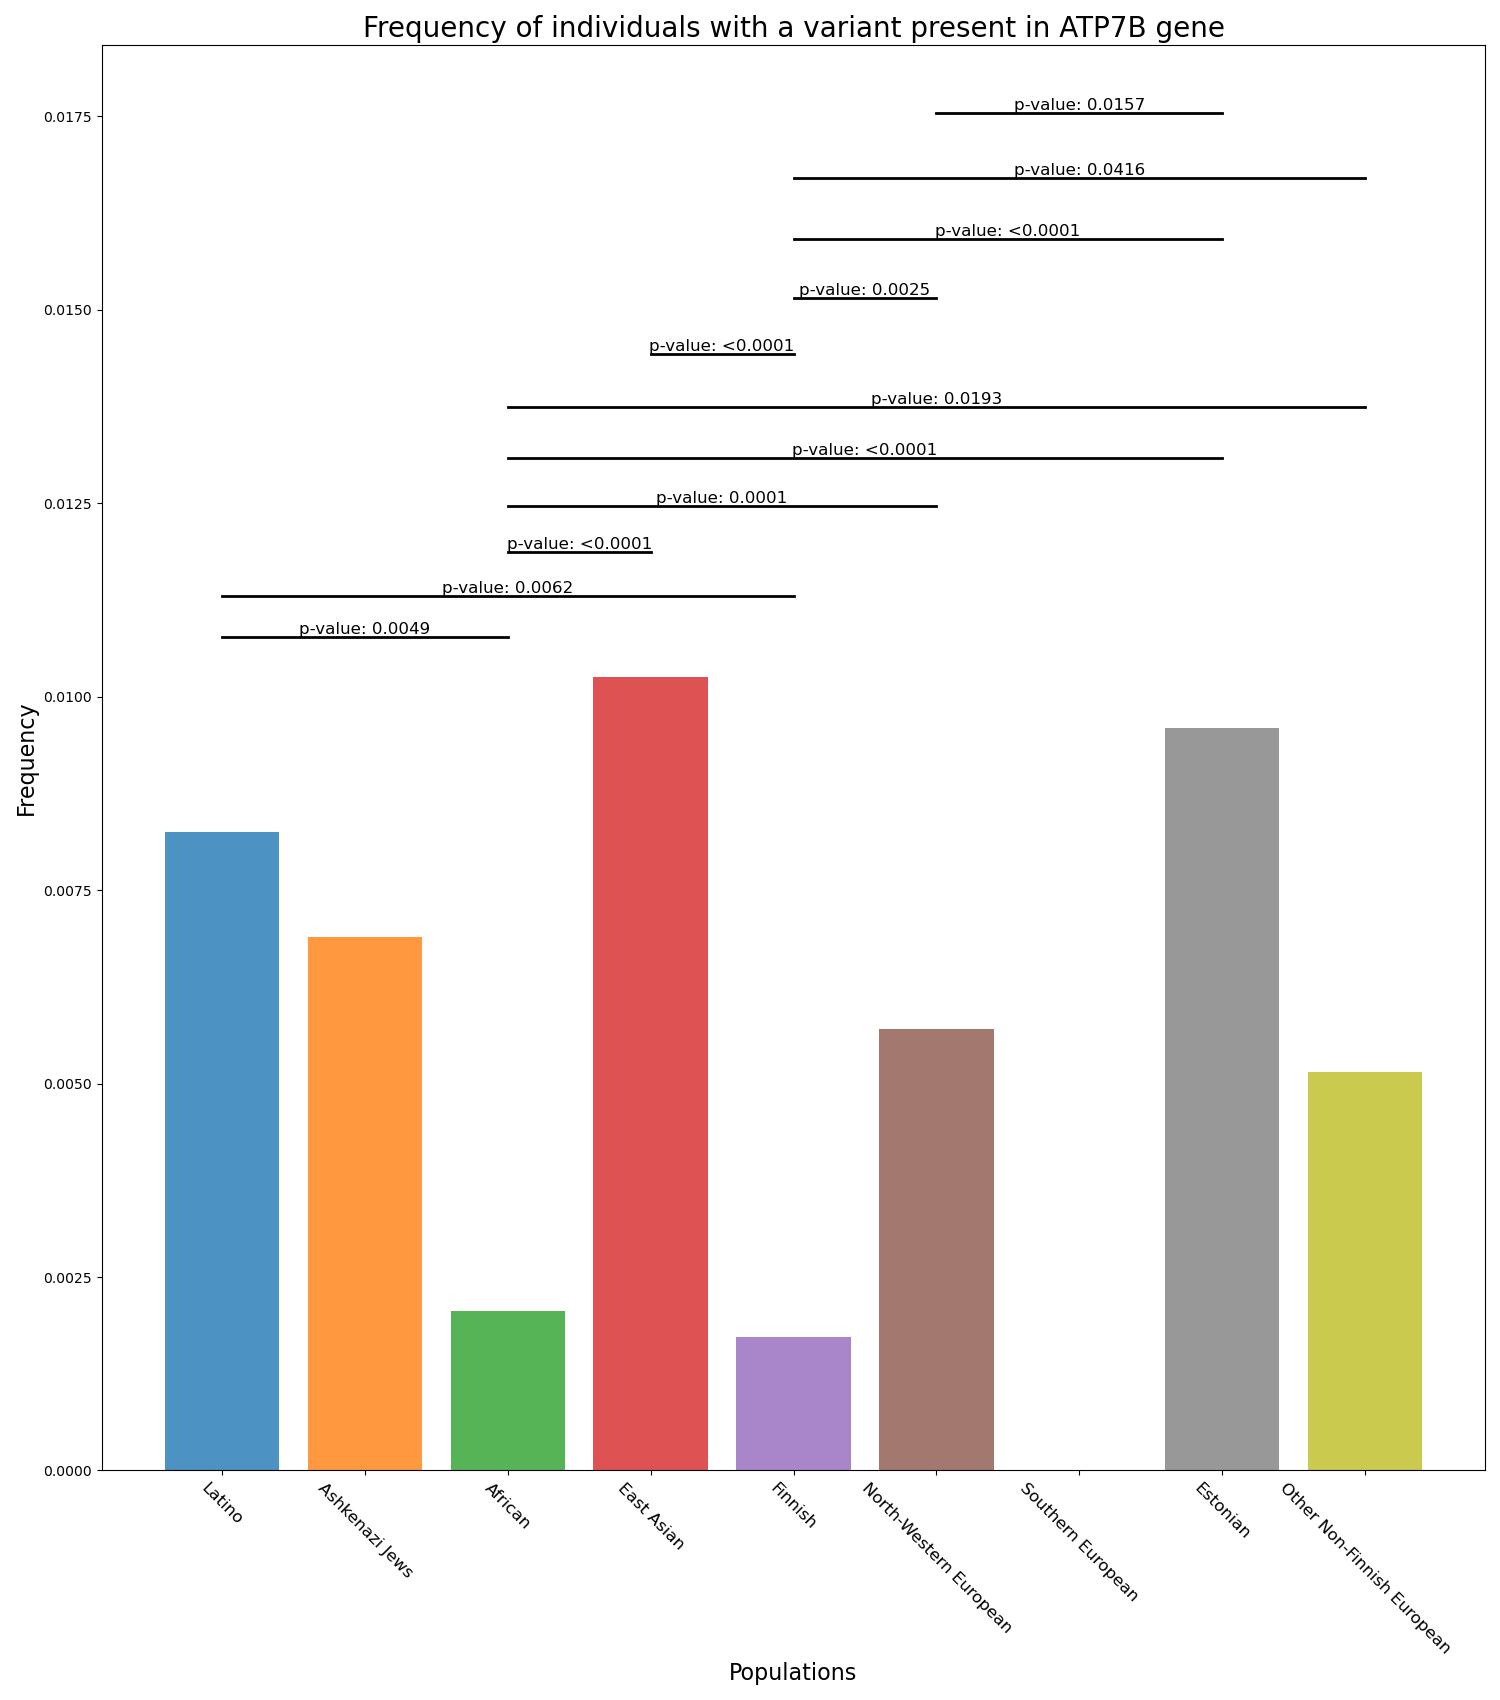 Frequency of individuals with a variant present in ATP7B gene
p-value: 0.0157
0.0175
p-value: 0.0416
p-value: <0.0001
p-value: 0.0025
0.0150
p-value: <0.0001
p-value: 0.0193
p-value: <0.0001
0.0125
p-value: 0.0001
p-value: <0.0001
p-value: 0.0062
p-value: 0.0049
0.0100
Frequency
0.0075
0.0050
0.0025
0.0000
Latino
Ashkenazi Jews
African
East Asian
Finnish
North-Western European
Southern European
Estonian
Other Non-Finnish European
Populations